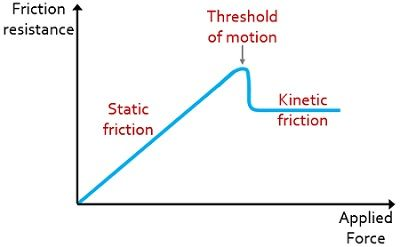 Friction
resistance
Threshold
of motion
Static
friction
Kinetic
friction
Applied
Force